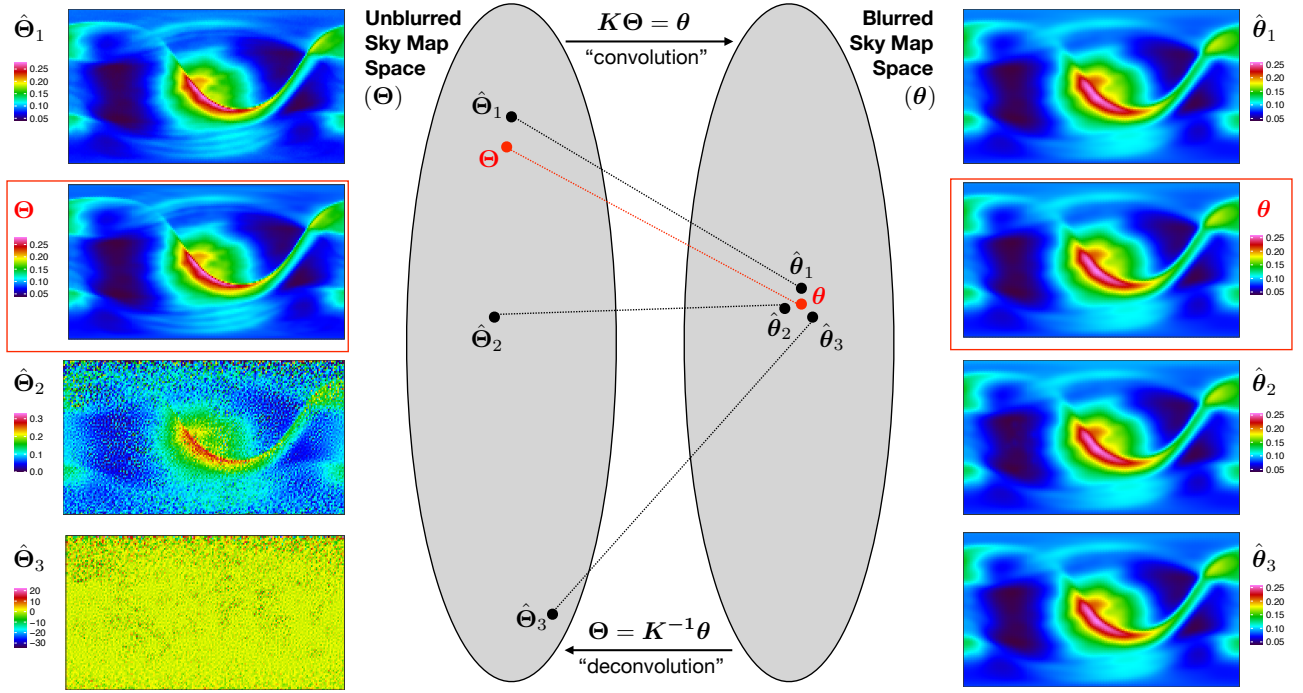 Θ̂₁
0.25
0.20
0.15
0.10
0.05
Θ
0.25
0.20
0.15
0.10
0.05
Θ̂₂
0.3
0.2
0.1
0.0
Θ̂₃
20
10
0
−10
−20
−30
Unblurred
Sky Map
Space
(Θ)
KΘ = θ
“convolution”
Blurred
Sky Map
Space
(θ)
Θ̂₁
Θ
Θ̂₂
Θ̂₃
θ̂₁
θ
θ̂₂
θ̂₃
Θ = K⁻¹θ
“deconvolution”
θ̂₁
0.25
0.20
0.15
0.10
0.05
θ
0.25
0.20
0.15
0.10
0.05
θ̂₂
0.25
0.20
0.15
0.10
0.05
θ̂₃
0.25
0.20
0.15
0.10
0.05